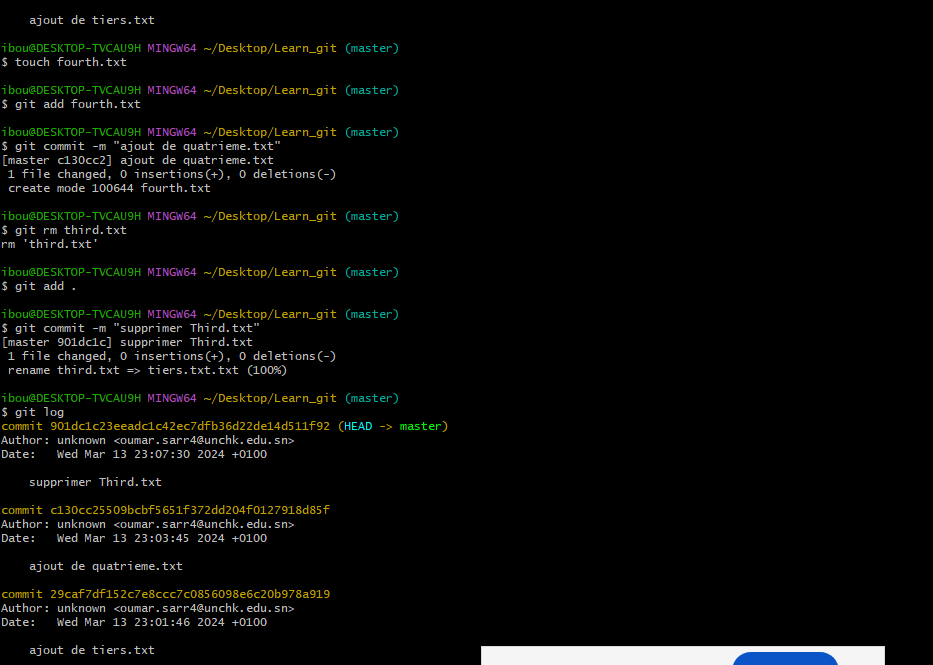 ajout de tiers.txt
ibou@DESKTOP-TVCAU9H MINGW64 ~/Desktop/Learn_git (master)
$ touch fourth.txt
ibou@DESKTOP-TVCAU9H MINGW64 ~/Desktop/Learn_git (master)
$ git add fourth.txt
ibou@DESKTOP-TVCAU9H MINGW64 ~/Desktop/Learn_git (master)
$ git commit -m "ajout de quatrieme.txt"
[master c130cc2] ajout de quatrieme.txt
1 file changed, 0 insertions(+), 0 deletions(-)
create mode 100644 fourth.txt
ibou@DESKTOP-TVCAU9H MINGW64 ~/Desktop/Learn_git (master)
$ git rm third.txt
rm 'third.txt'
ibou@DESKTOP-TVCAU9H MINGW64 ~/Desktop/Learn_git (master)
$ git add .
ibou@DESKTOP-TVCAU9H MINGW64 ~/Desktop/Learn_git (master)
$ git commit -m "supprimer Third.txt"
[master 901dc1c] supprimer Third.txt
1 file changed, 0 insertions(+), 0 deletions(-)
rename third.txt => tiers.txt.txt (100%)
ibou@DESKTOP-TVCAU9H MINGW64 ~/Desktop/Learn_git (master)
$ git log
commit 901dc1c23eeadc1c42ec7dfb36d22de14d511f92 (HEAD -> master)
Author: unknown <oumar.sarr4@unchk.edu.sn>
Date:   Wed Mar 13 23:07:30 2024 +0100
supprimer Third.txt
commit c130cc25509bcbf5651f372dd204f0127918d85f
Author: unknown <oumar.sarr4@unchk.edu.sn>
Date:   Wed Mar 13 23:03:45 2024 +0100
ajout de quatrieme.txt
commit 29caf7df152c7e8ccc7c0856098e6c20b978a919
Author: unknown <oumar.sarr4@unchk.edu.sn>
Date:   Wed Mar 13 23:01:46 2024 +0100
ajout de tiers.txt